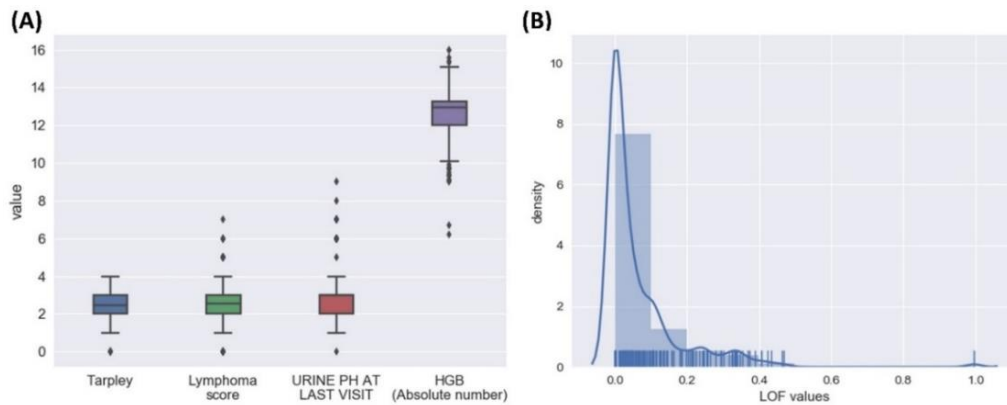 (A)
value
16
14
12
10
8
6
4
2
0
Tarpley
Lymphoma
score
URINE PH AT
LAST VISIT
HGB
(Absolute number)
(B)
density
10
8
6
4
2
0
0.0 0.2 0.4 0.6 0.8 1.0
LOF values